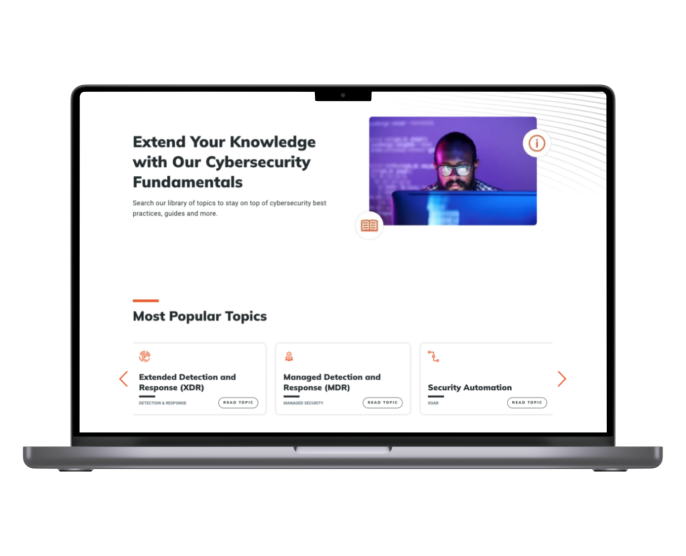 Extend Your Knowledge
with Our Cybersecurity
Fundamentals
Search our library of topics to stay on top of cybersecurity best
practices, guides and more.
Most Popular Topics
Extended Detection and
Response (XDR)
DETECTION & RESPONSE
READ TOPIC
Managed Detection and
Response (MDR)
MANAGED SECURITY
READ TOPIC
Security Automation
SOAR
READ TOPIC